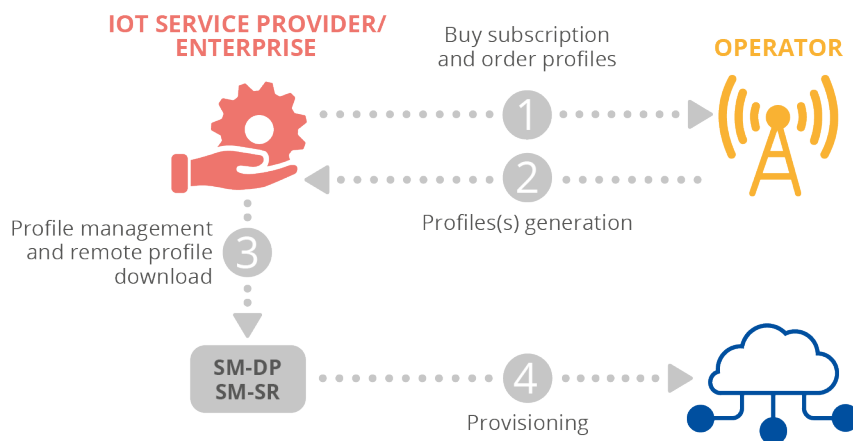 IOT SERVICE PROVIDER/
ENTERPRISE
Buy subscription
and order profiles
OPERATOR
1
2
Profiles(s) generation
Profile management
and remote profile
download
3
SM-DP
SM-SR
4
Provisioning